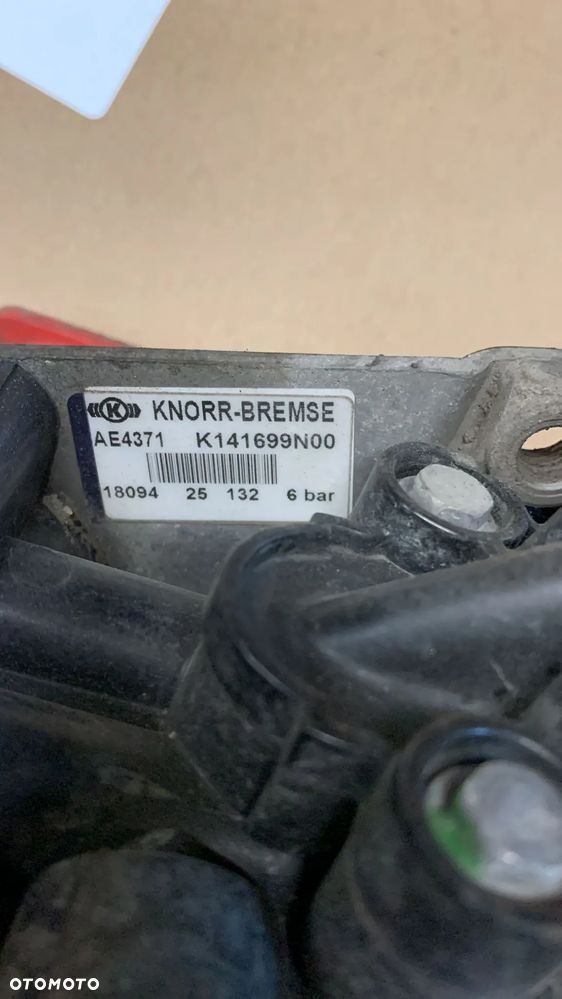 K KNORR-BREMSE
AE4371 K141699N00
18094 25 132 6 bar
OTOMOTO